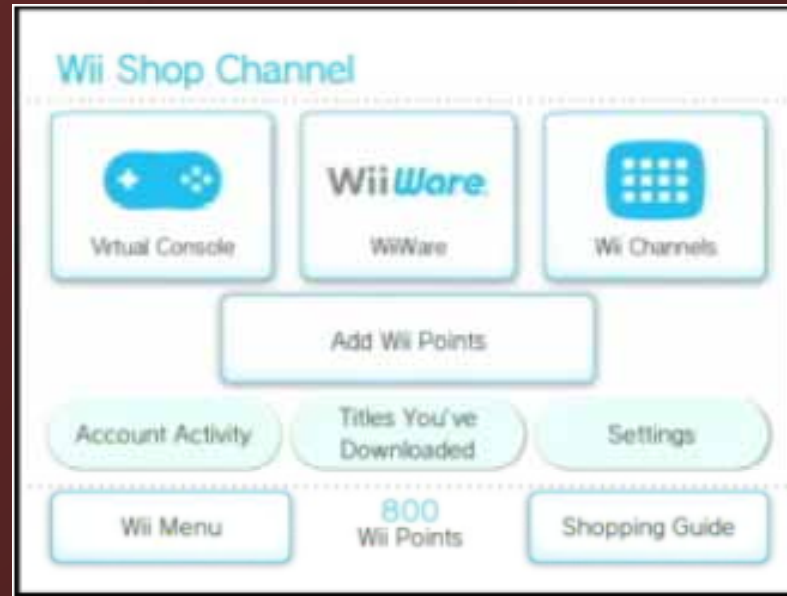 Wii Shop Channel
WiiWare
Virtual Console
WiiWare
Wii Channels
Add Wii Points
Account Activity
Titles You've
Downloaded
Settings
Wii Menu
800
Wii Points
Shopping Guide